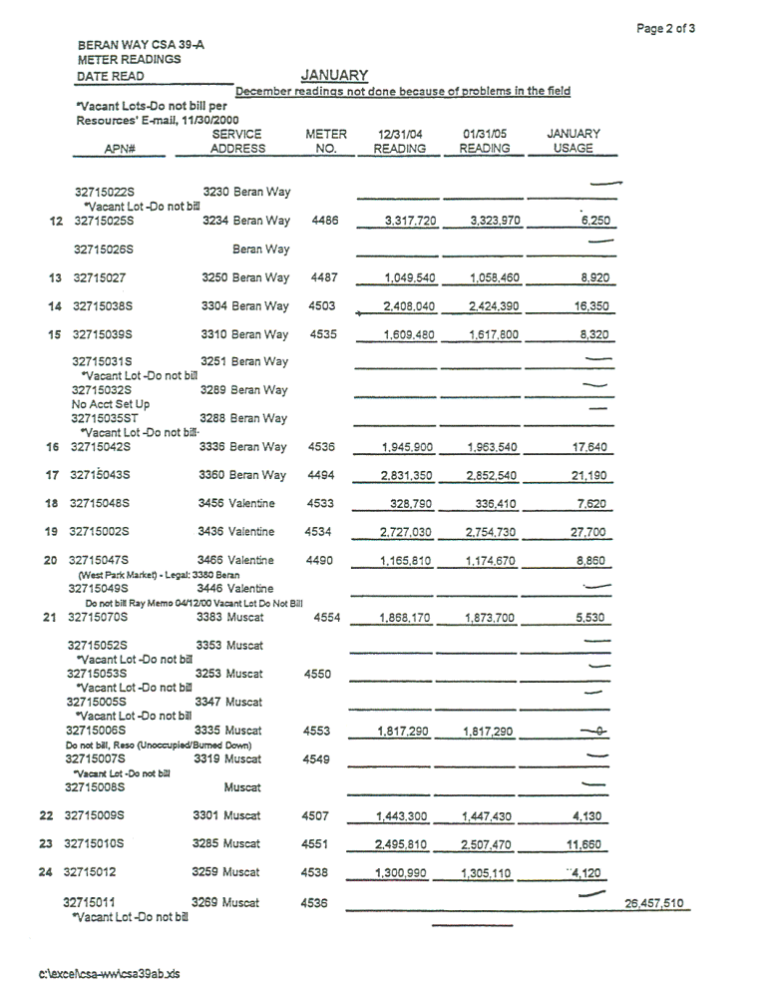 Page 2 of 3
BERAN WAY CSA 39-A
METER READINGS
DATE READ JANUARY
December readings not done because of problems in the field
*Vacant Lots-Do not bill per
Resources' E-mail, 11/30/2000
SERVICE METER 12/31/04 01/31/05 JANUARY
APN# ADDRESS NO. READING READING USAGE
32715022S 3230 Beran Way —
*Vacant Lot -Do not bill
12 32715025S 3234 Beran Way 4486 3,317,720 3,323,970 6,250
32715026S Beran Way —
13 32715027 3250 Beran Way 4487 1,049,540 1,058,460 8,920
14 32715038S 3304 Beran Way 4503 2,408,040 2,424,390 16,350
15 32715039S 3310 Beran Way 4535 1,609,480 1,617,800 8,320
32715031S 3251 Beran Way —
*Vacant Lot -Do not bill
32715032S 3289 Beran Way —
No Acct Set Up
32715035ST 3288 Beran Way —
*Vacant Lot -Do not bill-
16 32715042S 3336 Beran Way 4536 1,945,900 1,963,540 17,640
17 32715043S 3360 Beran Way 4494 2,831,350 2,852,540 21,190
18 32715048S 3456 Valentine 4533 328,790 336,410 7,620
19 32715002S 3436 Valentine 4534 2,727,030 2,754,730 27,700
20 32715047S 3466 Valentine 4490 1,165,810 1,174,670 8,860
(West Park Market) - Legal: 3380 Beran
32715049S 3446 Valentine —
Do not bill Ray Memo 04/12/00 Vacant Lot Do Not Bill
21 32715070S 3383 Muscat 4554 1,868,170 1,873,700 5,530
32715052S 3353 Muscat —
*Vacant Lot -Do not bill
32715053S 3253 Muscat 4550 —
*Vacant Lot -Do not bill
32715005S 3347 Muscat —
*Vacant Lot -Do not bill
32715006S 3335 Muscat 4553 1,817,290 1,817,290 0
Do not bill, Reso (Unoccupied/Burned Down)
32715007S 3319 Muscat 4549 —
*Vacant Lot -Do not bill
32715008S Muscat —
22 32715009S 3301 Muscat 4507 1,443,300 1,447,430 4,130
23 32715010S 3285 Muscat 4551 2,495,810 2,507,470 11,660
24 32715012 3259 Muscat 4538 1,300,990 1,305,110 4,120
32715011 3269 Muscat 4536 — 26,457,510
*Vacant Lot -Do not bill
c:\excel\csa-ww\csa39ab.xls